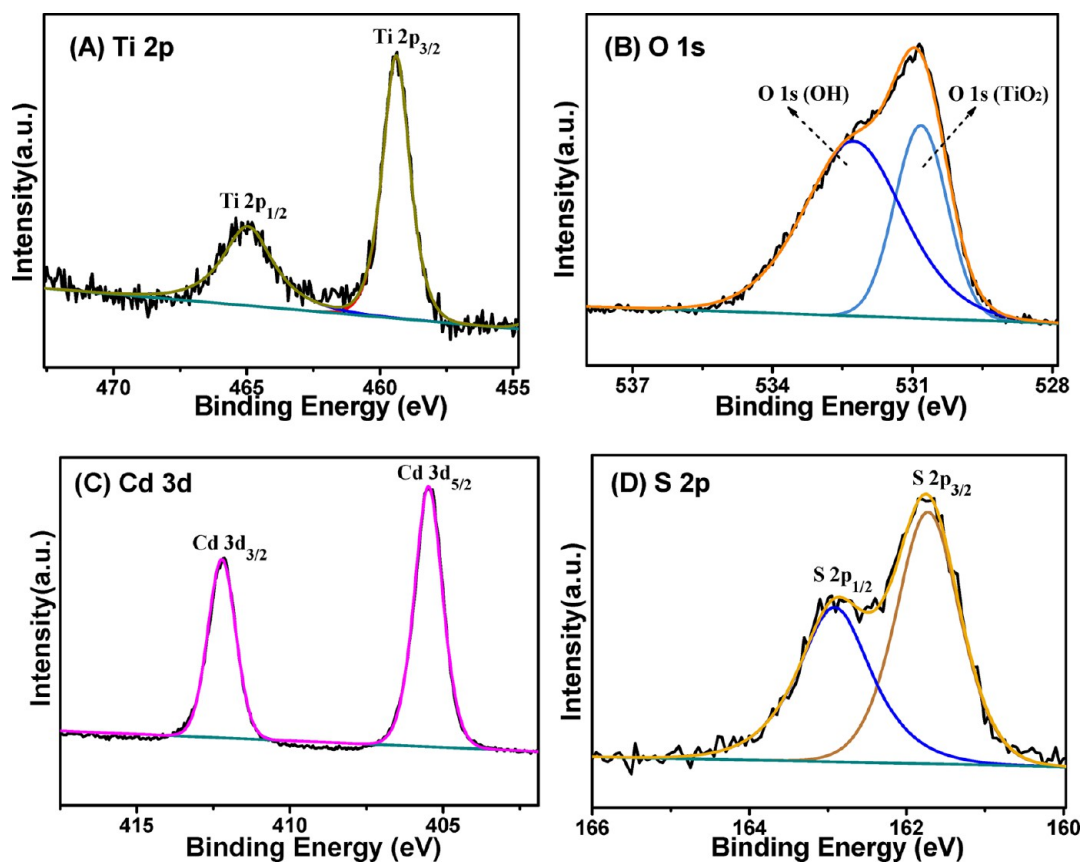 (A) Ti 2p
Ti 2p3/2
Ti 2p1/2
Intensity(a.u.)
470 465 460 455
Binding Energy (eV)
(B) O 1s
O 1s (OH)
O 1s (TiO2)
Intensity(a.u.)
537 534 531 528
Binding Energy (eV)
(C) Cd 3d
Cd 3d5/2
Cd 3d3/2
Intensity(a.u.)
415 410 405
Binding Energy (eV)
(D) S 2p
S 2p3/2
S 2p1/2
Intensity(a.u.)
166 164 162 160
Binding Energy (eV)